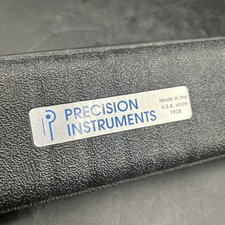 PRECISION
INSTRUMENTS
Made in the
U.S.A. since
1938